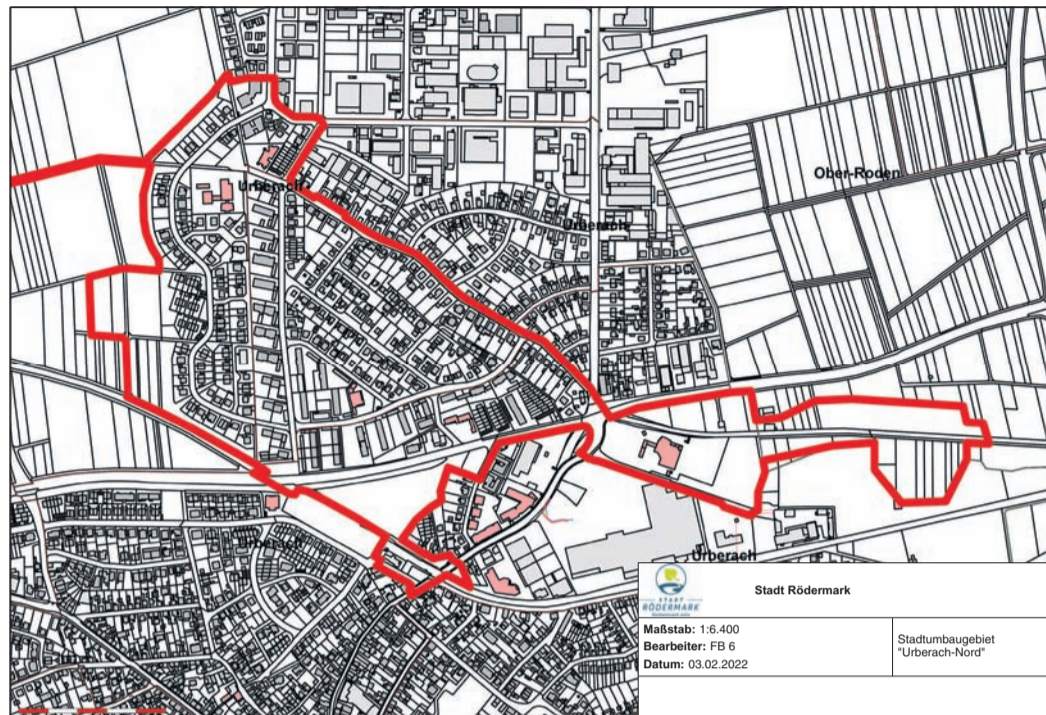 Ober-Roden
Urberach
Urberach
Urberach
Urberach
STADT
RÖDERMARK
Stadt Rödermark
Maßstab: 1:6.400
Bearbeiter: FB 6
Datum: 03.02.2022
Stadtumbaugebiet
"Urberach-Nord"